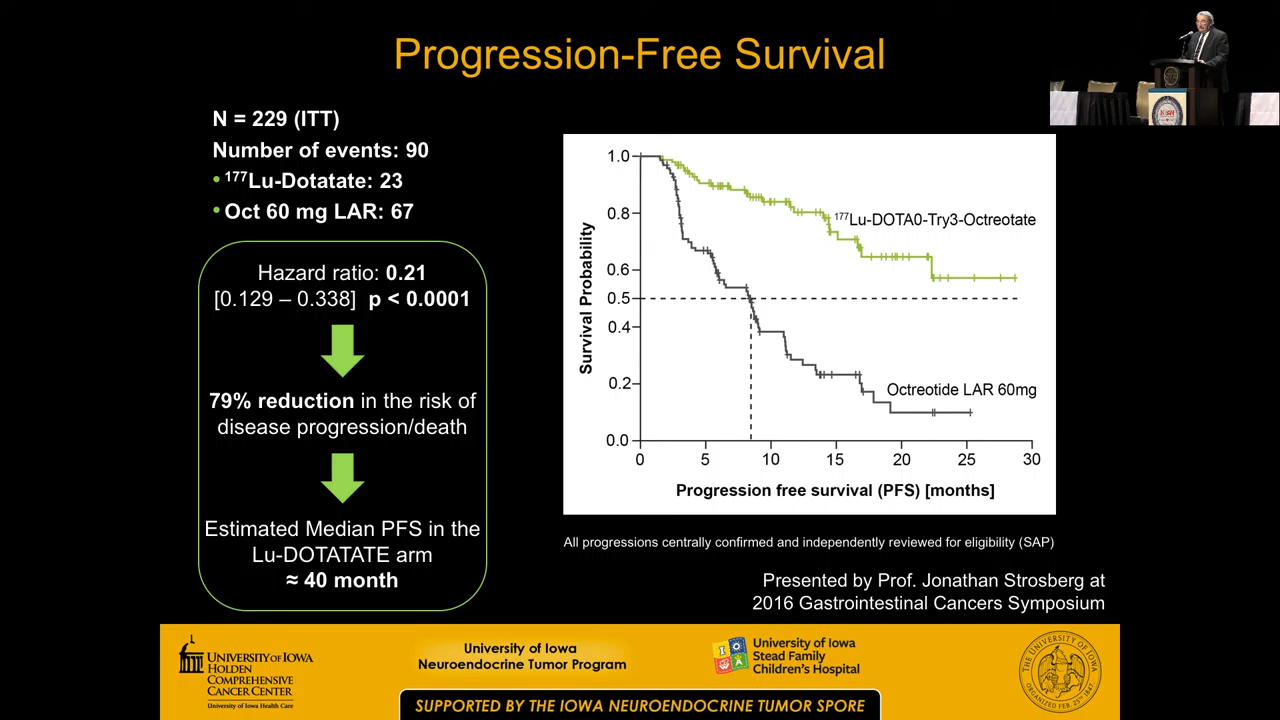 Progression-Free Survival
N = 229 (ITT)
Number of events: 90
• 177Lu-Dotatate: 23
• Oct 60 mg LAR: 67
Hazard ratio: 0.21
[0.129 – 0.338]  p < 0.0001
79% reduction in the risk of
disease progression/death
Estimated Median PFS in the
Lu-DOTATATE arm
≈ 40 month
Survival Probability
1.0
0.8
0.6
0.5
0.4
0.2
0.0
177Lu-DOTA0-Try3-Octreotate
Octreotide LAR 60mg
0 5 10 15 20 25 30
Progression free survival (PFS) [months]
All progressions centrally confirmed and independently reviewed for eligibility (SAP)
Presented by Prof. Jonathan Strosberg at
2016 Gastrointestinal Cancers Symposium
UNIVERSITY OF IOWA
HOLDEN
COMPREHENSIVE
CANCER CENTER
University of Iowa Health Care
University of Iowa
Neuroendocrine Tumor Program
University of Iowa
Stead Family
Children's Hospital
SUPPORTED BY THE IOWA NEUROENDOCRINE TUMOR SPORE
THE UNIVERSITY OF IOWA
ORGANIZED FEB. 25TH 1847